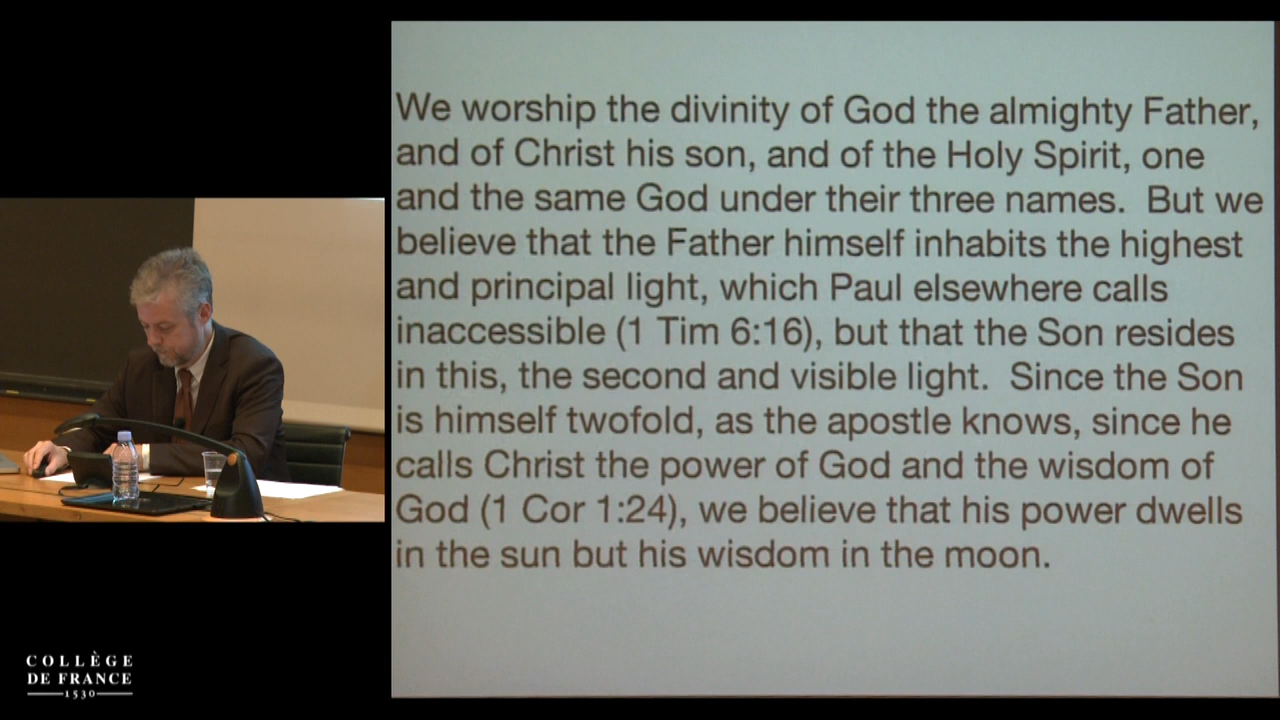 We worship the divinity of God the almighty Father,
and of Christ his son, and of the Holy Spirit, one
and the same God under their three names.  But we
believe that the Father himself inhabits the highest
and principal light, which Paul elsewhere calls
inaccessible (1 Tim 6:16), but that the Son resides
in this, the second and visible light.  Since the Son
is himself twofold, as the apostle knows, since he
calls Christ the power of God and the wisdom of
God (1 Cor 1:24), we believe that his power dwells
in the sun but his wisdom in the moon.
COLLÈGE
DE FRANCE
1530